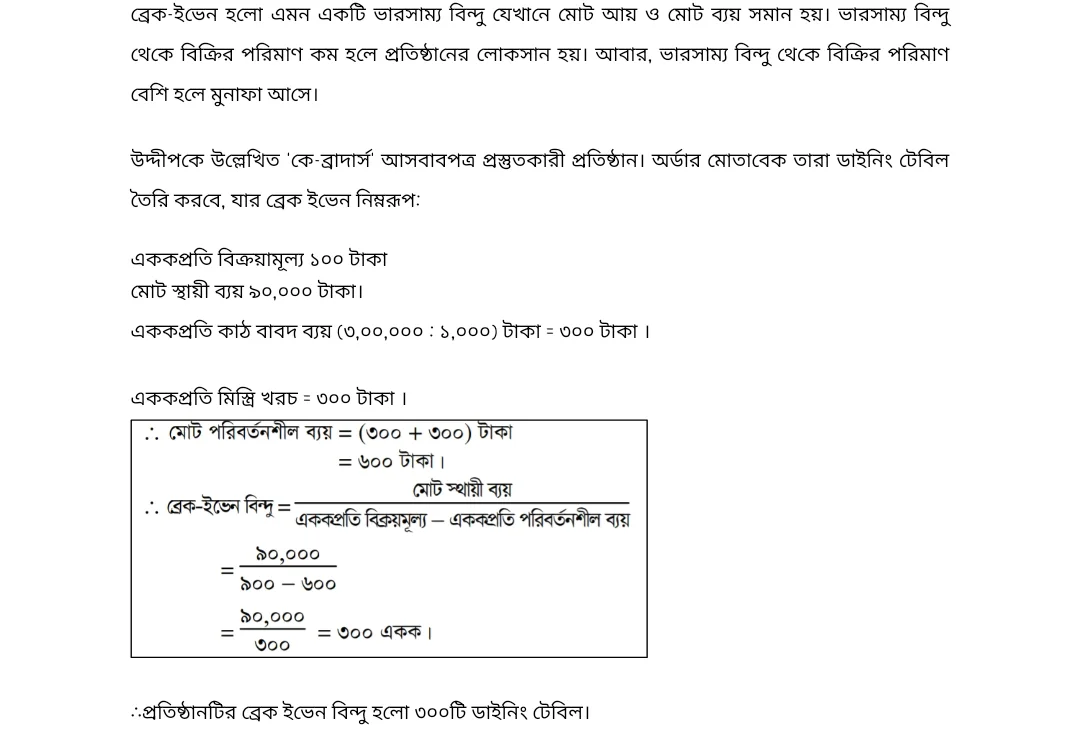 ব্রেক-ইভেন হলো এমন একটি ভারসাম্য বিন্দু যেখানে মোট আয় ও মোট ব্যয় সমান হয়। ভারসাম্য বিন্দু
থেকে বিক্রির পরিমাণ কম হলে প্রতিষ্ঠানের লোকসান হয়। আবার, ভারসাম্য বিন্দু থেকে বিক্রির পরিমাণ
বেশি হলে মুনাফা আসে।
উদ্দীপকে উল্লেখিত 'কে-ব্রাদার্স' আসবাবপত্র প্রস্তুতকারী প্রতিষ্ঠান। অর্ডার মোতাবেক তারা ডাইনিং টেবিল
তৈরি করবে, যার ব্রেক ইভেন নিম্নরূপ:
এককপ্রতি বিক্রয়ামূল্য ১০০ টাকা
মোট স্থায়ী ব্যয় ৯০,০০০ টাকা।
এককপ্রতি কাঠ বাবদ ব্যয় (৩,০০,০০০ : ১,০০০) টাকা = ৩০০ টাকা ।
এককপ্রতি মিস্ত্রি খরচ = ৩০০ টাকা ।
∴ মোট পরিবর্তনশীল ব্যয় = (৩০০ + ৩০০) টাকা
= ৬০০ টাকা ।
মোট স্থায়ী ব্যয়
∴ ব্রেক-ইভেন বিন্দু =
এককপ্রতি বিক্রয়মূল্য – এককপ্রতি পরিবর্তনশীল ব্যয়
৯০,০০০
=
৯০০ – ৬০০
৯০,০০০
= = ৩০০ একক ।
৩০০
∴প্রতিষ্ঠানটির ব্রেক ইভেন বিন্দু হলো ৩০০টি ডাইনিং টেবিল।